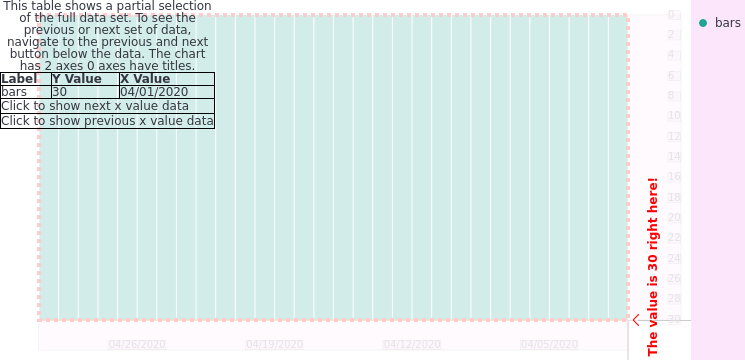 This table shows a partial selection
of the full data set. To see the
previous or next set of data,
navigate to the previous and next
button below the data. The chart
has 2 axes 0 axes have titles.
Label Y Value X Value
bars 30 04/01/2020
Click to show next x value data
Click to show previous x value data
0
2
4
6
8
10
12
14
16
18
20
22
24
26
28
30
The value is 30 right here!
04/26/2020 04/19/2020 04/12/2020 04/05/2020
bars